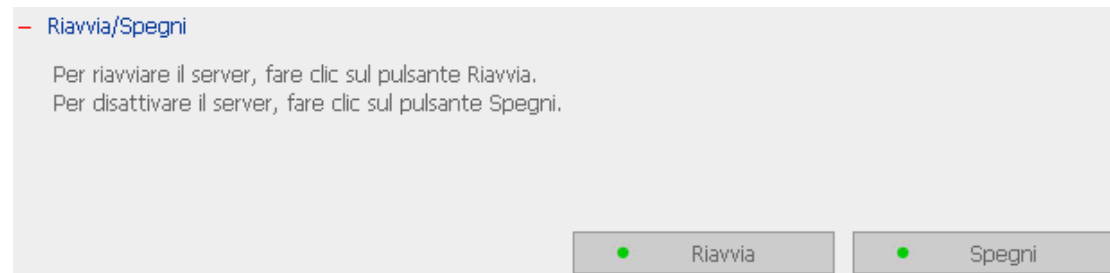 – Riavvia/Spegni
Per riavviare il server, fare clic sul pulsante Riavvia.
Per disattivare il server, fare clic sul pulsante Spegni.
Riavvia
Spegni